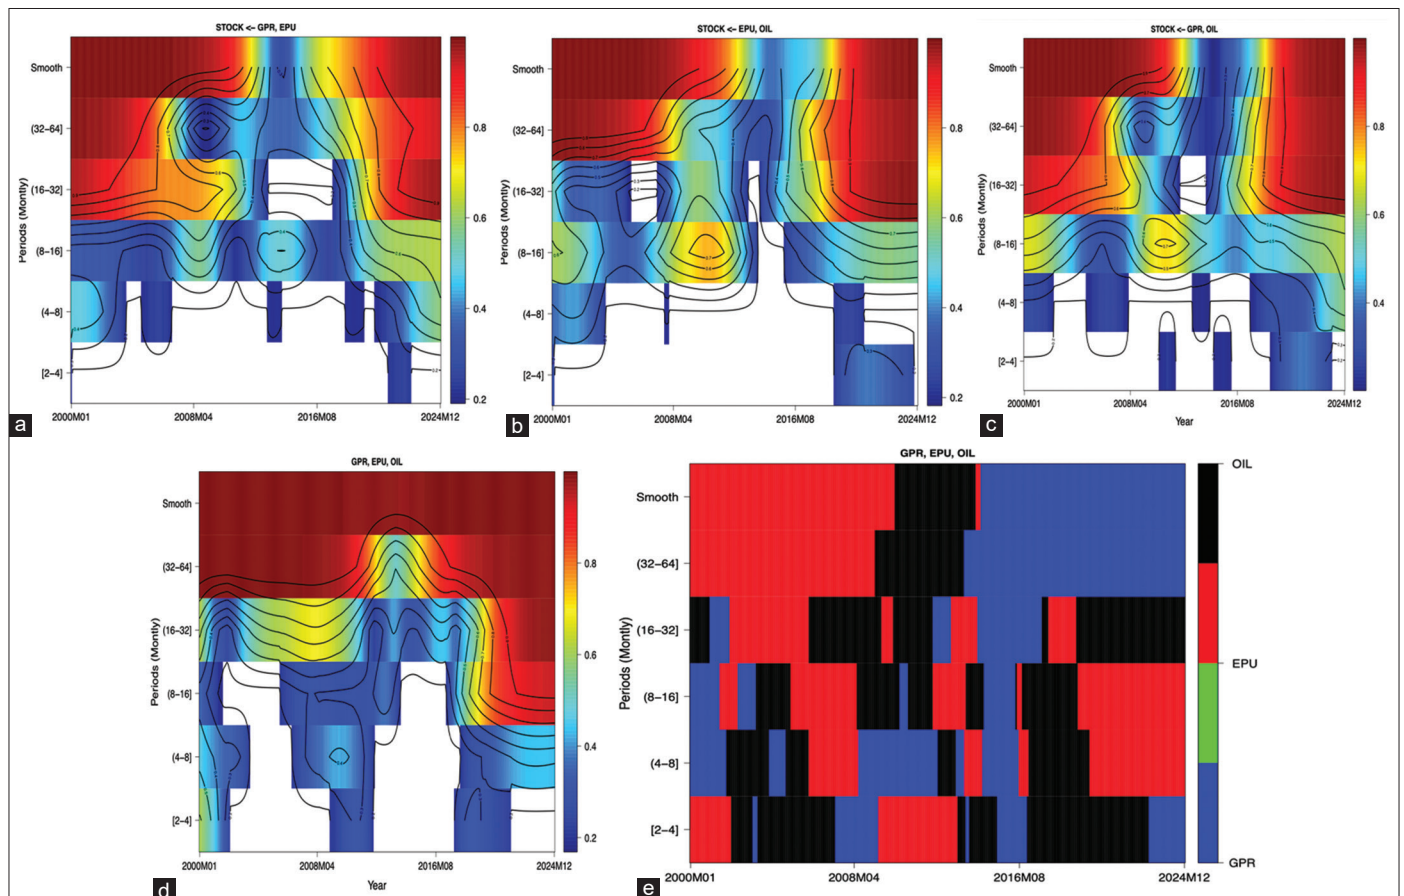 STOCK <- GPR, EPU
Periods (Montly)
Smooth
(32-64]
(16-32]
(8-16]
(4-8]
[2-4]
2000M01 2008M04 2016M08 2024M12
0.8
0.6
0.4
0.2
a
STOCK <- EPU, OIL
Periods (Montly)
Smooth
(32-64]
(16-32]
(8-16]
(4-8]
[2-4]
2000M01 2008M04 2016M08 2024M12
0.8
0.6
0.4
0.2
b
STOCK <- GPR, OIL
Periods (Montly)
Smooth
(32-64]
(16-32]
(8-16]
(4-8]
[2-4]
2000M01 2008M04 2016M08 2024M12
Year
0.8
0.6
0.4
c
GPR, EPU, OIL
Periods (Montly)
Smooth
(32-64]
(16-32]
(8-16]
(4-8]
[2-4]
2000M01 2008M04 2016M08 2024M12
Year
0.8
0.6
0.4
0.2
d
GPR, EPU, OIL
Periods (Montly)
Smooth
(32-64]
(16-32]
(8-16]
(4-8]
[2-4]
2000M01 2008M04 2016M08 2024M12
OIL
EPU
GPR
e